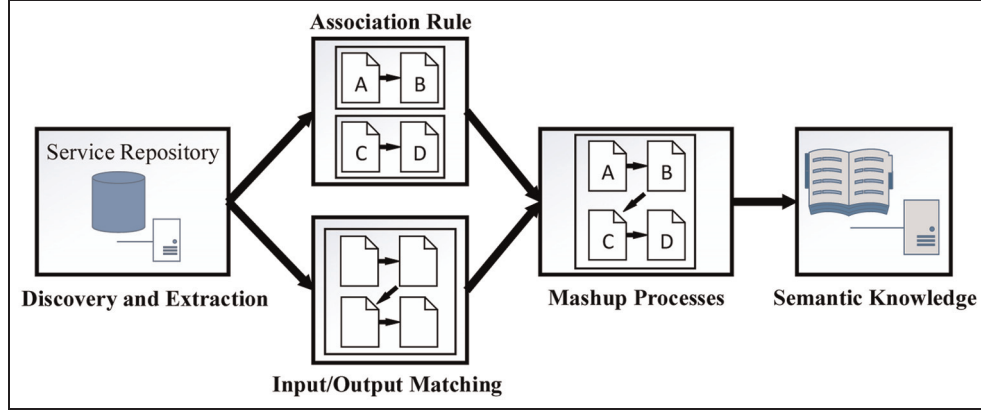 Association Rule
A B
C D
Service Repository
Discovery and Extraction
Input/Output Matching
A B
C D
Mashup Processes
Semantic Knowledge